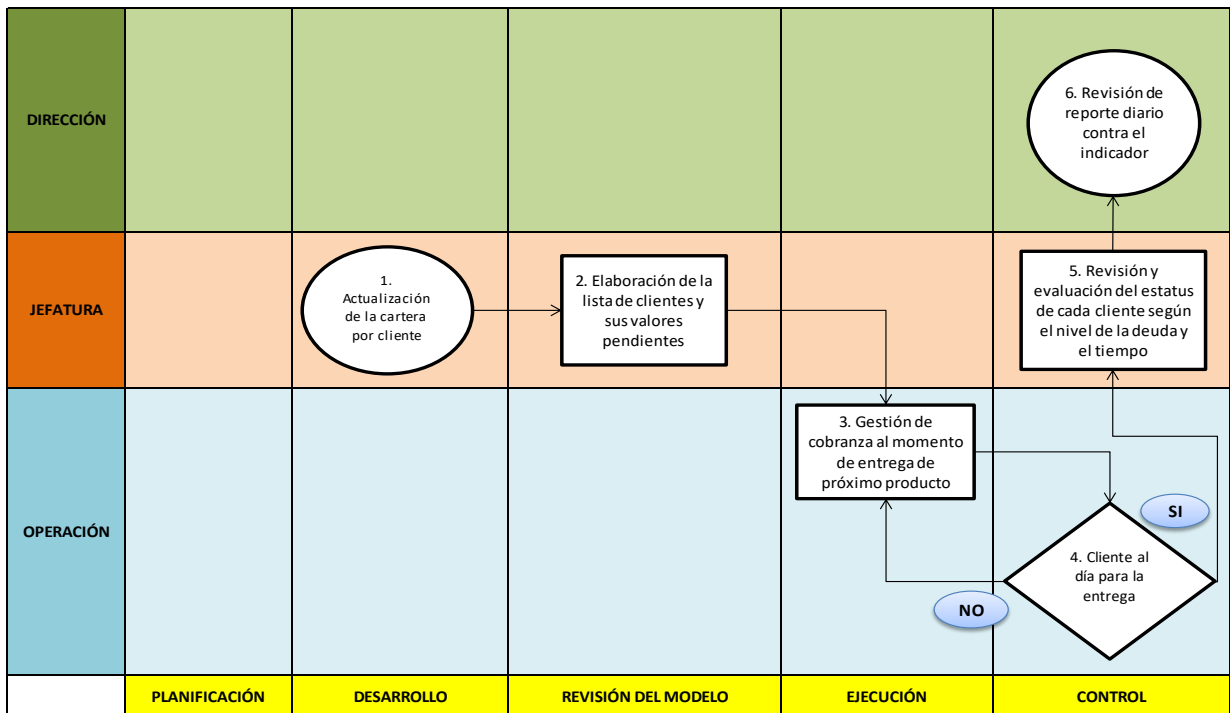 DIRECCIÓN
6. Revisión de
reporte diario
contra el
indicador
JEFATURA
1.
Actualización
de la cartera
por cliente
2. Elaboración de la
lista de clientes y
sus valores
pendientes
5. Revisión y
evaluación del estatus
de cada cliente según
el nivel de la deuda y
el tiempo
OPERACIÓN
3. Gestión de
cobranza al momento
de entrega de
próximo producto
SI
4. Cliente al
día para la
entrega
NO
PLANIFICACIÓN
DESARROLLO
REVISIÓN DEL MODELO
EJECUCIÓN
CONTROL